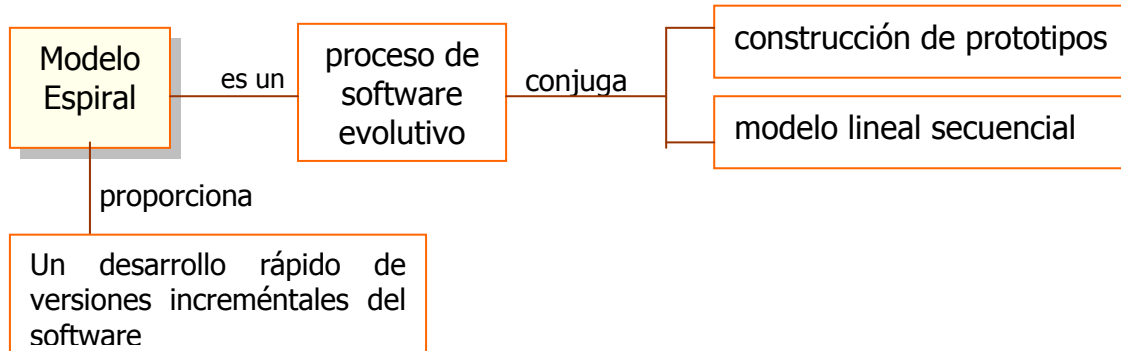 Modelo
Espiral
es un
proceso de
software
evolutivo
conjuga
construcción de prototipos
modelo lineal secuencial
proporciona
Un desarrollo rápido de
versiones increméntales del
software